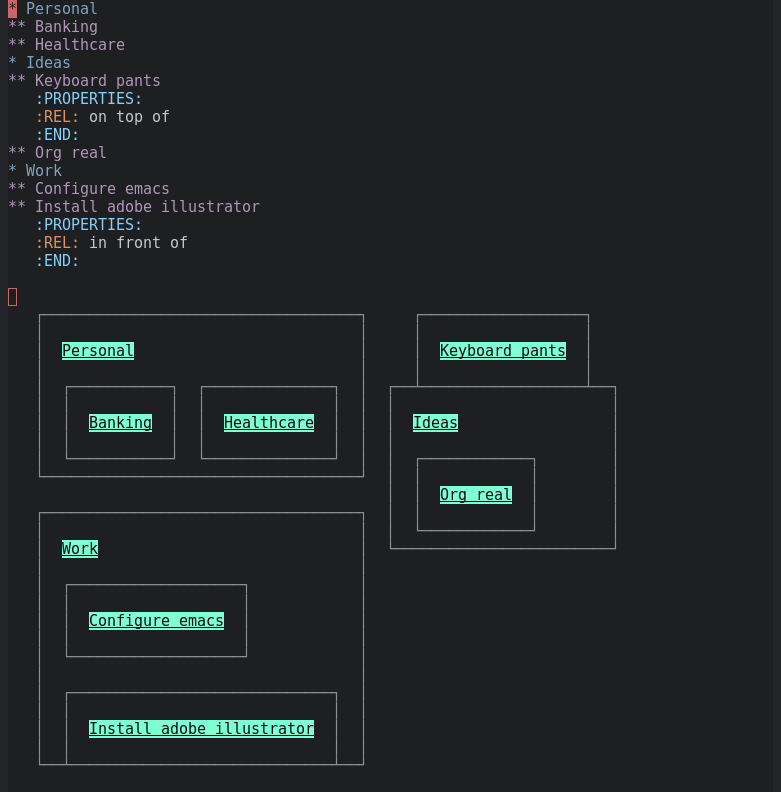 * Personal
** Banking
** Healthcare
* Ideas
** Keyboard pants
:PROPERTIES:
:REL: on top of
:END:
** Org real
* Work
** Configure emacs
** Install adobe illustrator
:PROPERTIES:
:REL: in front of
:END:
Personal
Keyboard pants
Banking
Healthcare
Ideas
Org real
Work
Configure emacs
Install adobe illustrator